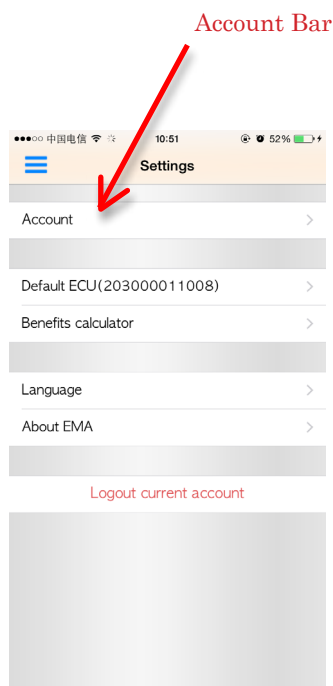 Account Bar
中国电信 10:51 52%
Settings
Account
Default ECU(203000011008)
Benefits calculator
Language
About EMA
Logout current account